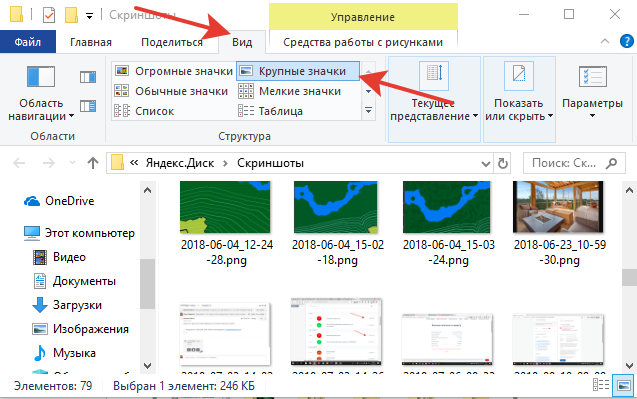 Скриншоты
Управление
Файл
Главная
Поделиться
Вид
Средства работы с рисунками
Область
навигации
Области
Огромные значки
Крупные значки
Обычные значки
Мелкие значки
Список
Таблица
Структура
Текущее
представление
Показать
или скрыть
Параметры
« Яндекс.Диск > Скриншоты
Поиск: Ск...
OneDrive
Этот компьютер
Видео
Документы
Загрузки
Изображения
Музыка
2018-06-04_12-24
-28.png
2018-06-04_15-02
-18.png
2018-06-04_15-03
-24.png
2018-06-23_10-59
-30.png
Элементов: 79
Выбран 1 элемент: 246 КБ